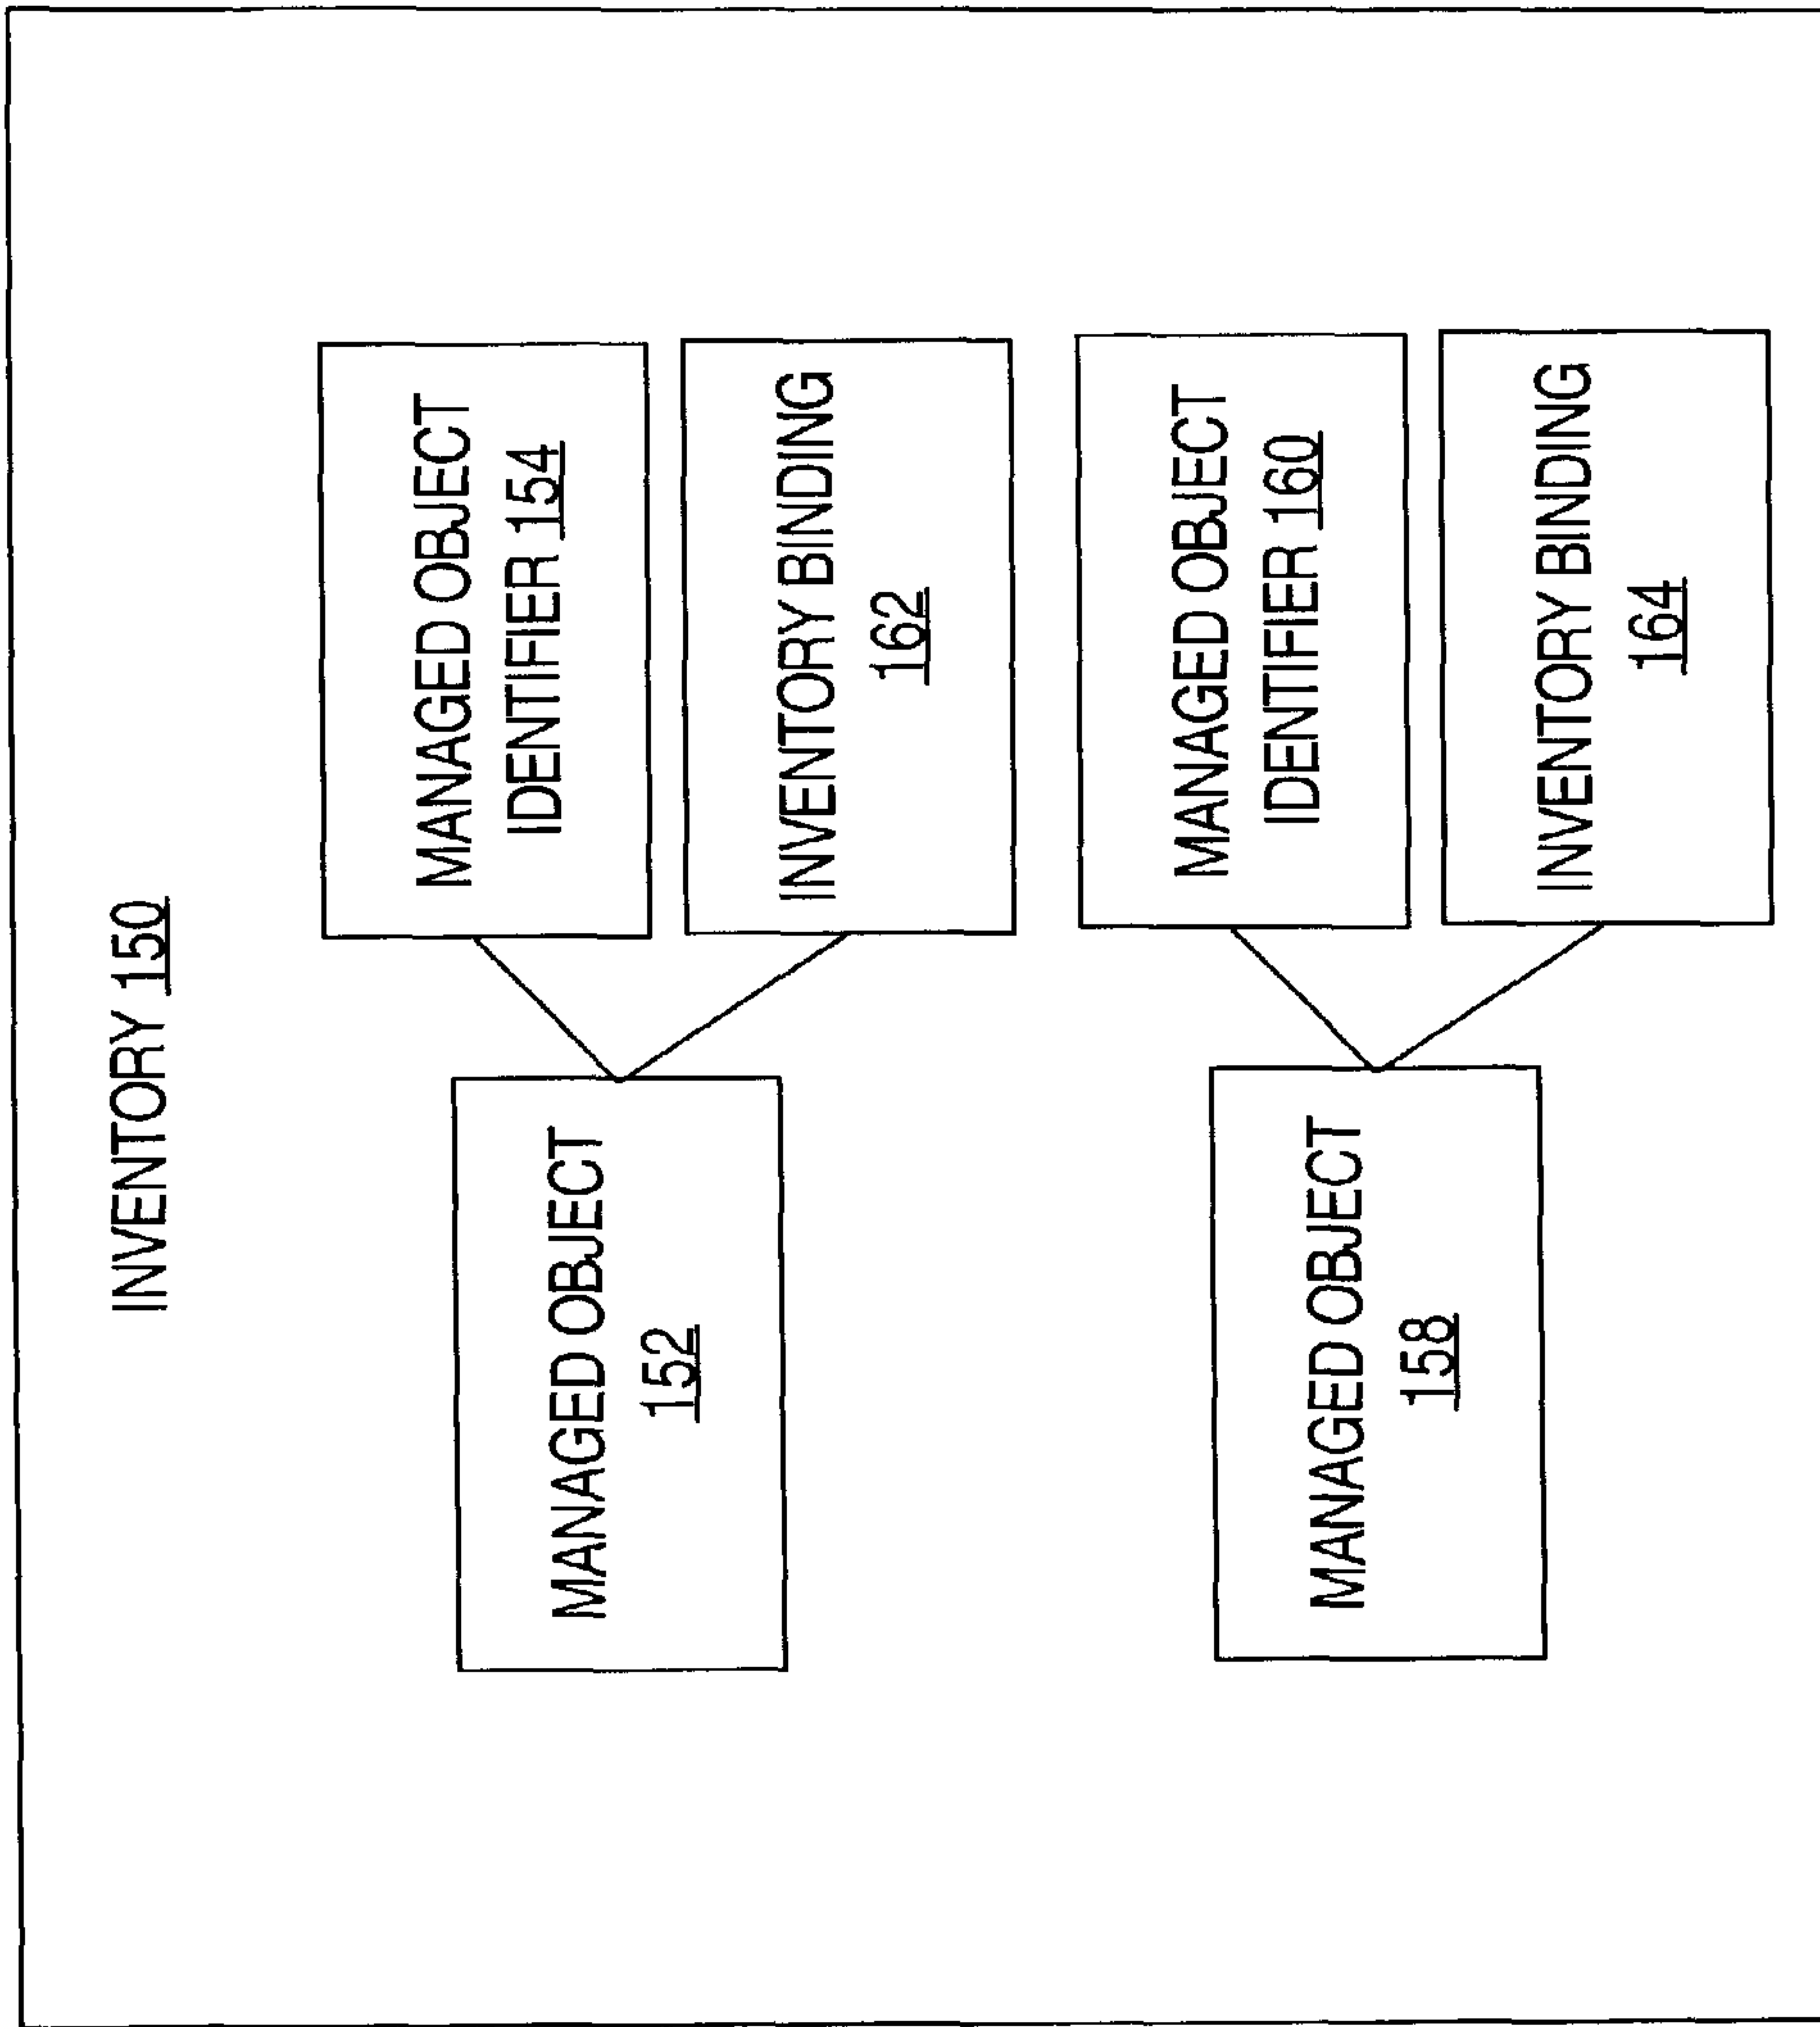 INVENTORY 150
MANAGED OBJECT
152
MANAGED OBJECT
IDENTIFIER 154
INVENTORY BINDING
162
MANAGED OBJECT
158
MANAGED OBJECT
IDENTIFIER 160
INVENTORY BINDING
164